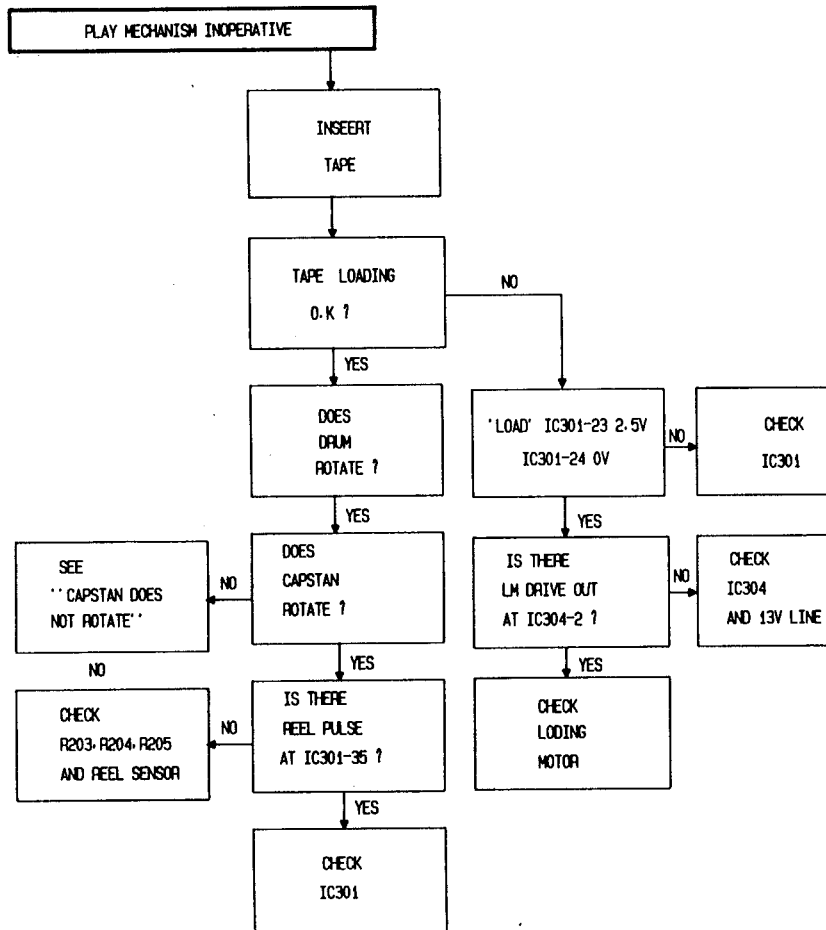 PLAY MECHANISM INOPERATIVE
INSEERT
TAPE
TAPE LOADING
O.K ?
NO
YES
DOES
DRUM
ROTATE ?
'LOAD' IC301-23 2.5V
IC301-24 0V
NO
CHECK
IC301
YES
YES
SEE
''CAPSTAN DOES
NOT ROTATE''
NO
DOES
CAPSTAN
ROTATE ?
IS THERE
LM DRIVE OUT
AT IC304-2 ?
NO
CHECK
IC304
AND 13V LINE
NO
YES
YES
CHECK
R203,R204,R205
AND REEL SENSOR
NO
IS THERE
REEL PULSE
AT IC301-35 ?
CHECK
LODING
MOTOR
YES
CHECK
IC301